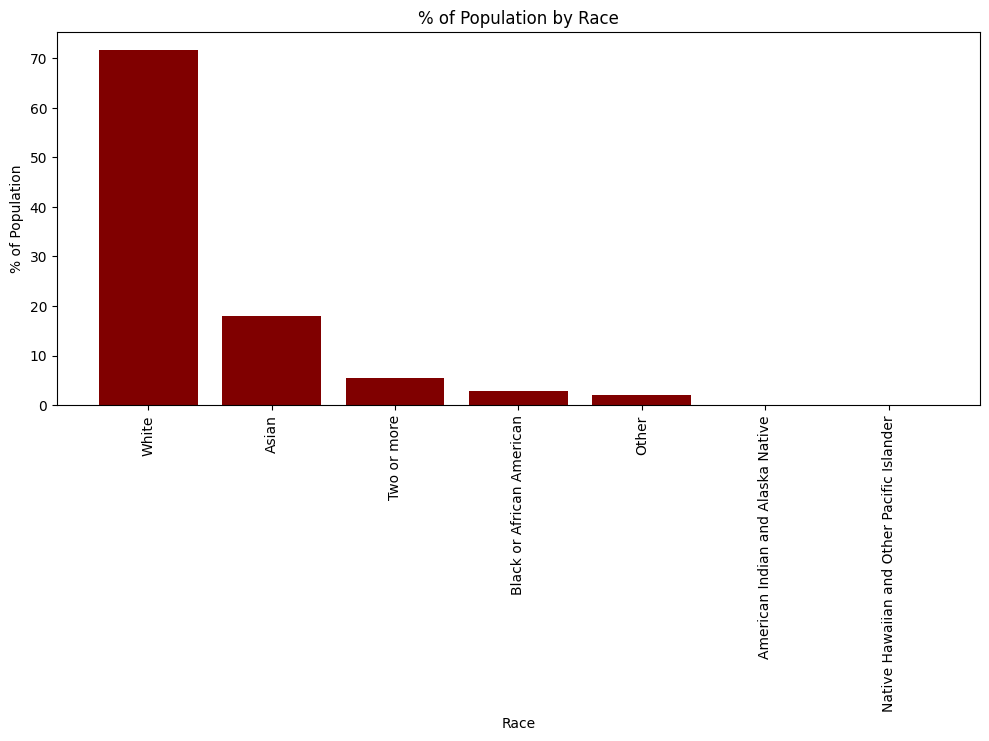 % of Population by Race
% of Population
70
60
50
40
30
20
10
0
White
Asian
Two or more
Black or African American
Other
American Indian and Alaska Native
Native Hawaiian and Other Pacific Islander
Race